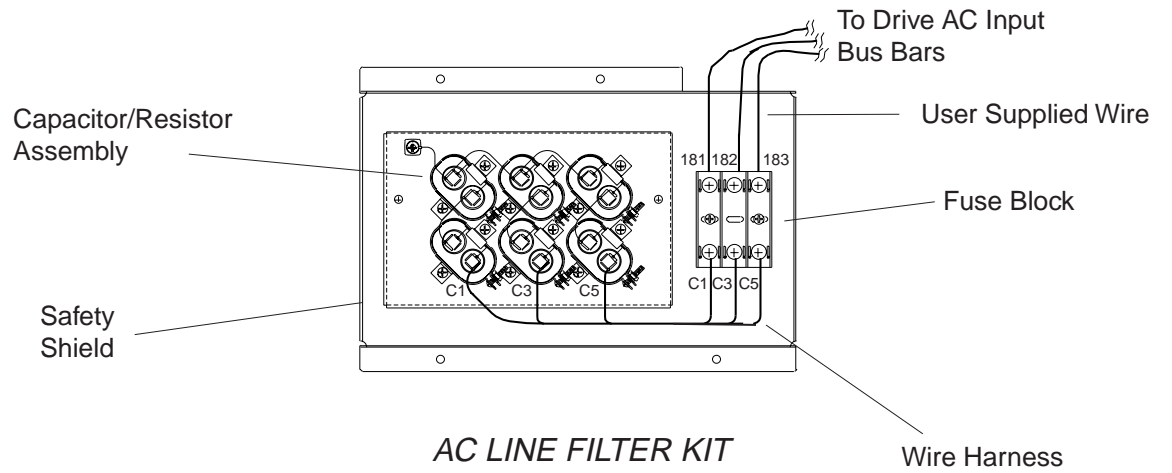 To Drive AC Input
Bus Bars
Capacitor/Resistor
Assembly
User Supplied Wire
181 182 183
Fuse Block
C1 C3 C5
C1 C3 C5
Safety
Shield
AC LINE FILTER KIT
Wire Harness